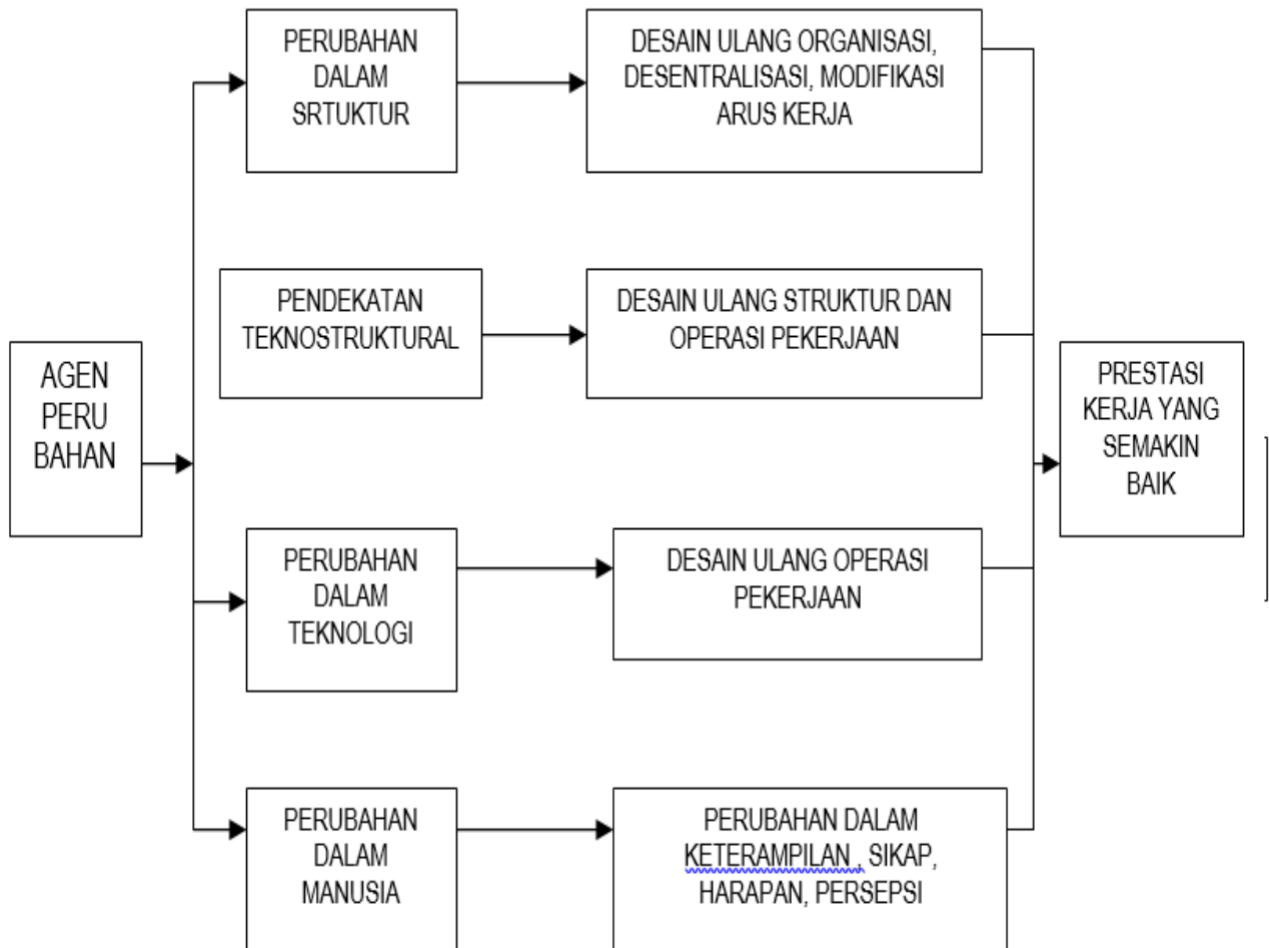 PERUBAHAN
DALAM
SRTUKTUR
DESAIN ULANG ORGANISASI,
DESENTRALISASI, MODIFIKASI
ARUS KERJA
PENDEKATAN
TEKNOSTRUKTURAL
DESAIN ULANG STRUKTUR DAN
OPERASI PEKERJAAN
AGEN
PERU
BAHAN
PRESTASI
KERJA YANG
SEMAKIN
BAIK
PERUBAHAN
DALAM
TEKNOLOGI
DESAIN ULANG OPERASI
PEKERJAAN
PERUBAHAN
DALAM
MANUSIA
PERUBAHAN DALAM
KETERAMPILAN , SIKAP,
HARAPAN, PERSEPSI